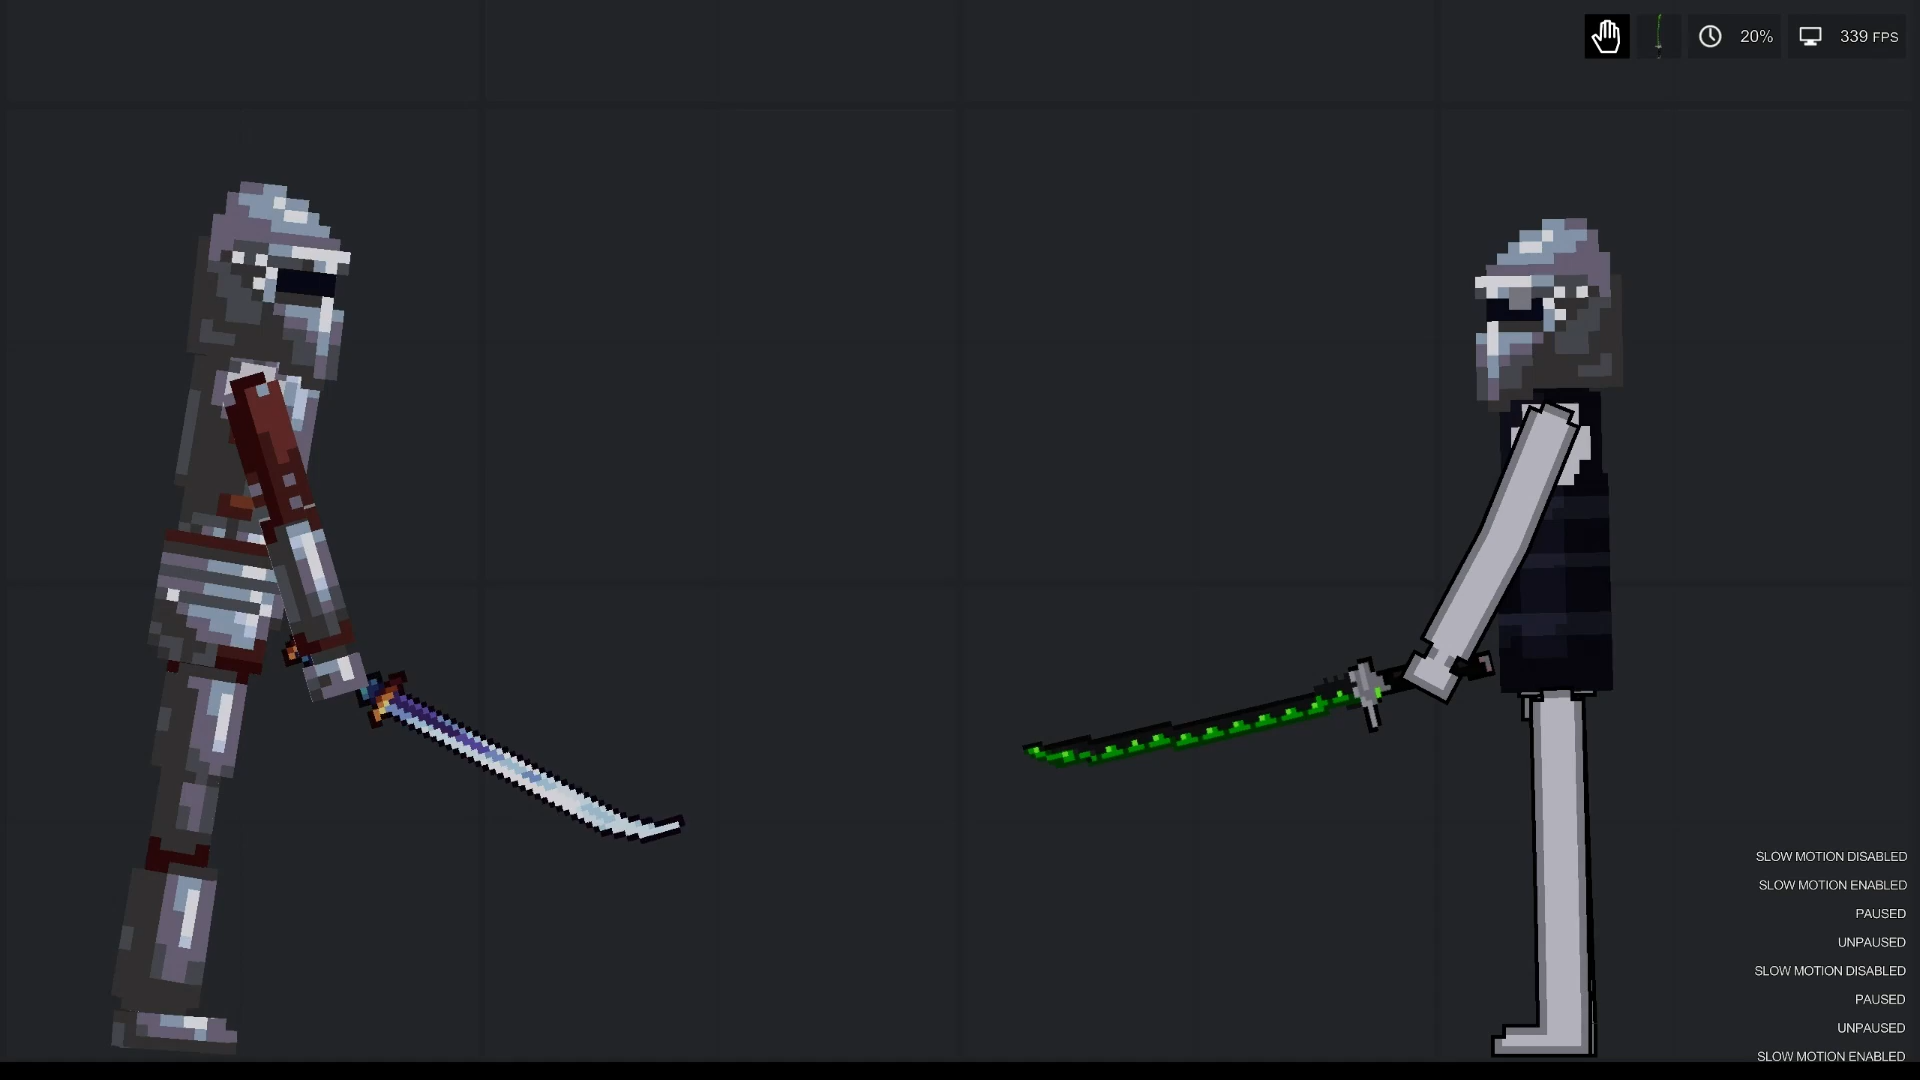 20%
339 FPS
SLOW MOTION DISABLED
SLOW MOTION ENABLED
PAUSED
UNPAUSED
SLOW MOTION DISABLED
PAUSED
UNPAUSED
SLOW MOTION ENABLED